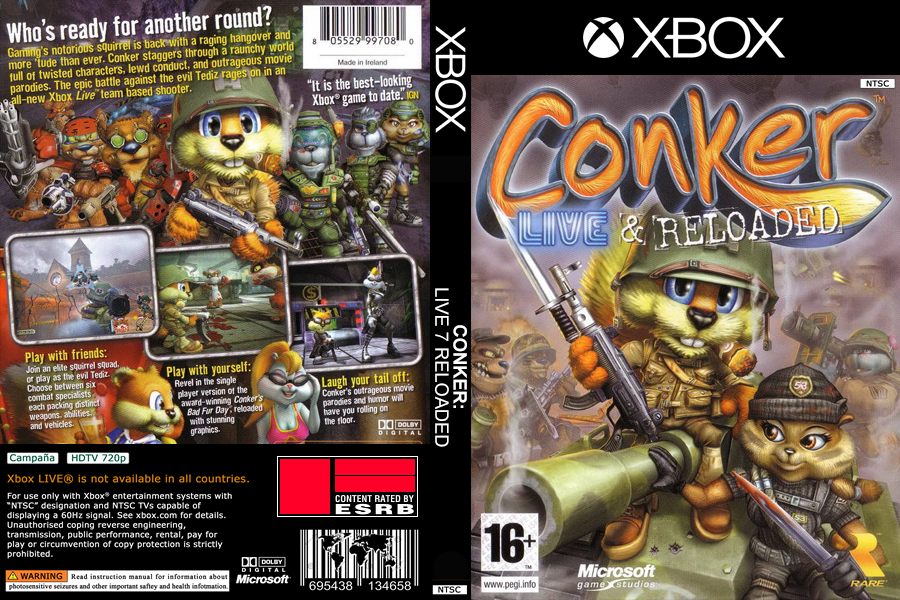 Who's ready for another round?
Gaming's notorious squirrel is back with a raging hangover and
more 'tude than ever. Conker staggers through a raunchy world
full of twisted characters, lewd conduct, and outrageous movie
parodies. The epic battle against the evil Tediz rages on in an
all-new Xbox Live™ team based shooter.
8 05529 99708 0
Made in Ireland
"It is the best-looking
Xbox® game to date." IGN
Play with friends:
Join an elite squirrel squad,
or play as the evil Tediz.
Choose between six
combat specialists
each packing distinct
weapons, abilities,
and vehicles.
Play with yourself:
Revel in the single
player version of the
award-winning Conker's
Bad Fur Day, reloaded
with stunning
graphics.
Laugh your tail off:
Conker's outrageous movie
parodies and humor will
have you rolling on
the floor.
DOLBY
DIGITAL
Campaña
HDTV 720p
Xbox LIVE® is not available in all countries.
For use only with Xbox® entertainment systems with
"NTSC" designation and NTSC TVs capable of
displaying a 60Hz signal. See xbox.com for details.
Unauthorised coping reverse engineering,
transmission, public performance, rental, pay for
play or circumvention of copy protection is strictly
prohibited.
WARNING Read instruction manual for information about
photosensitive seizures and other important saftey and health infotmation.
DOLBY
DIGITAL
Microsoft
CONTENT RATED BY
ESRB
695438 134658
XBOX
CONKER:
LIVE 7 RELOADED
NTSC
XBOX
NTSC
Conker™
LIVE & RELOADED
16+
™
www.pegi.info
Microsoft
game studios
RARE